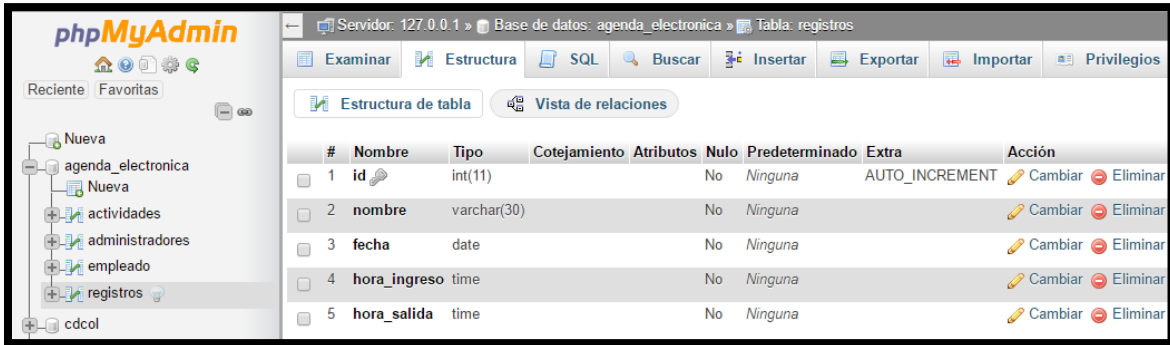 phpMyAdmin
Reciente Favoritas
Nueva
agenda_electronica
Nueva
actividades
administradores
empleado
registros
cdcol
Servidor: 127.0.0.1 » Base de datos: agenda_electronica » Tabla: registros
Examinar Estructura SQL Buscar Insertar Exportar Importar Privilegios
Estructura de tabla Vista de relaciones
# Nombre Tipo Cotejamiento Atributos Nulo Predeterminado Extra Acción
1 id int(11) No Ninguna AUTO_INCREMENT Cambiar Eliminar
2 nombre varchar(30) No Ninguna Cambiar Eliminar
3 fecha date No Ninguna Cambiar Eliminar
4 hora_ingreso time No Ninguna Cambiar Eliminar
5 hora_salida time No Ninguna Cambiar Eliminar